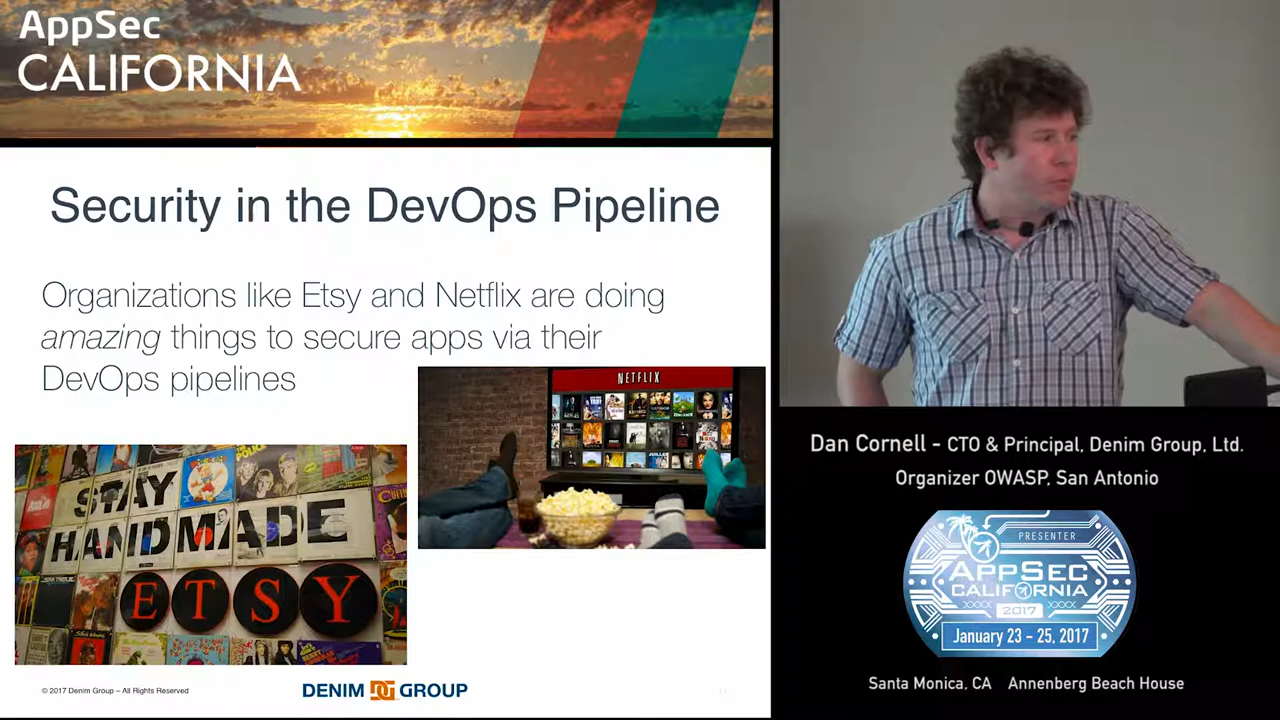 AppSec
CALIFORNIA
Security in the DevOps Pipeline
Organizations like Etsy and Netflix are doing
amazing things to secure apps via their
DevOps pipelines
NETFLIX
STAY
HANDMADE
ETSY
© 2017 Denim Group – All Rights Reserved
DENIM DG GROUP
Dan Cornell - CTO & Principal, Denim Group, Ltd.
Organizer OWASP, San Antonio
PRESENTER
APPSEC
CALIFORNIA
2017
January 23 - 25, 2017
Santa Monica, CA Annenberg Beach House